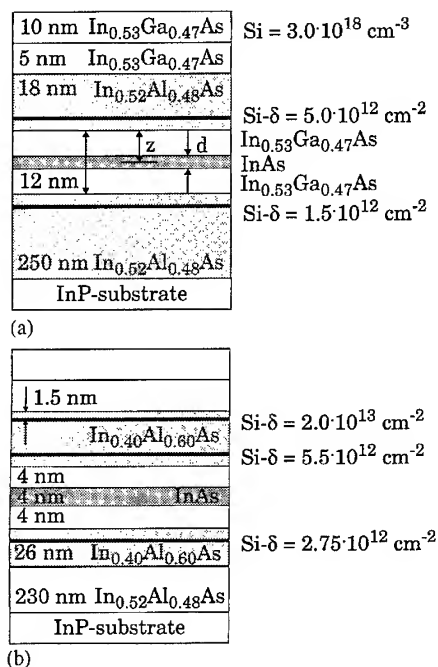 10 nm In0.53Ga0.47As Si = 3.0·10^18 cm^-3
5 nm In0.53Ga0.47As
18 nm In0.52Al0.48As
Si-δ = 5.0·10^12 cm^-2
z d In0.53Ga0.47As
InAs
12 nm In0.53Ga0.47As
Si-δ = 1.5·10^12 cm^-2
250 nm In0.52Al0.48As
InP-substrate
(a)
1.5 nm
Si-δ = 2.0·10^13 cm^-2
In0.40Al0.60As
Si-δ = 5.5·10^12 cm^-2
4 nm
4 nm InAs
4 nm
Si-δ = 2.75·10^12 cm^-2
26 nm In0.40Al0.60As
230 nm In0.52Al0.48As
InP-substrate
(b)